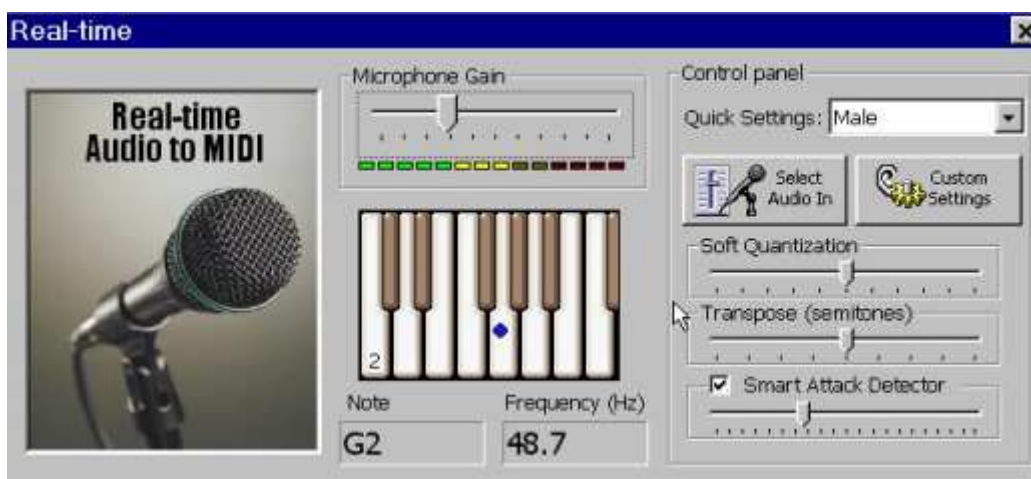 Real-time
Real-time
Audio to MIDI
Microphone Gain
2
Note
Frequency (Hz)
G2
48.7
Control panel
Quick Settings: Male
Select
Audio In
Custom
Settings
Soft Quantization
Transpose (semitones)
Smart Attack Detector